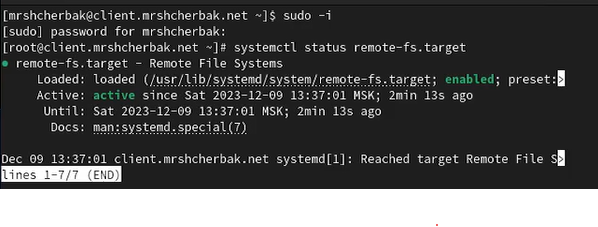 [mrshcherbak@client.mrshcherbak.net ~]$ sudo -i
[sudo] password for mrshcherbak:
[root@client.mrshcherbak.net ~]# systemctl status remote-fs.target
● remote-fs.target - Remote File Systems
     Loaded: loaded (/usr/lib/systemd/system/remote-fs.target; enabled; preset:>
     Active: active since Sat 2023-12-09 13:37:01 MSK; 2min 13s ago
      Until: Sat 2023-12-09 13:37:01 MSK; 2min 13s ago
       Docs: man:systemd.special(7)

Dec 09 13:37:01 client.mrshcherbak.net systemd[1]: Reached target Remote File S>
lines 1-7/7 (END)